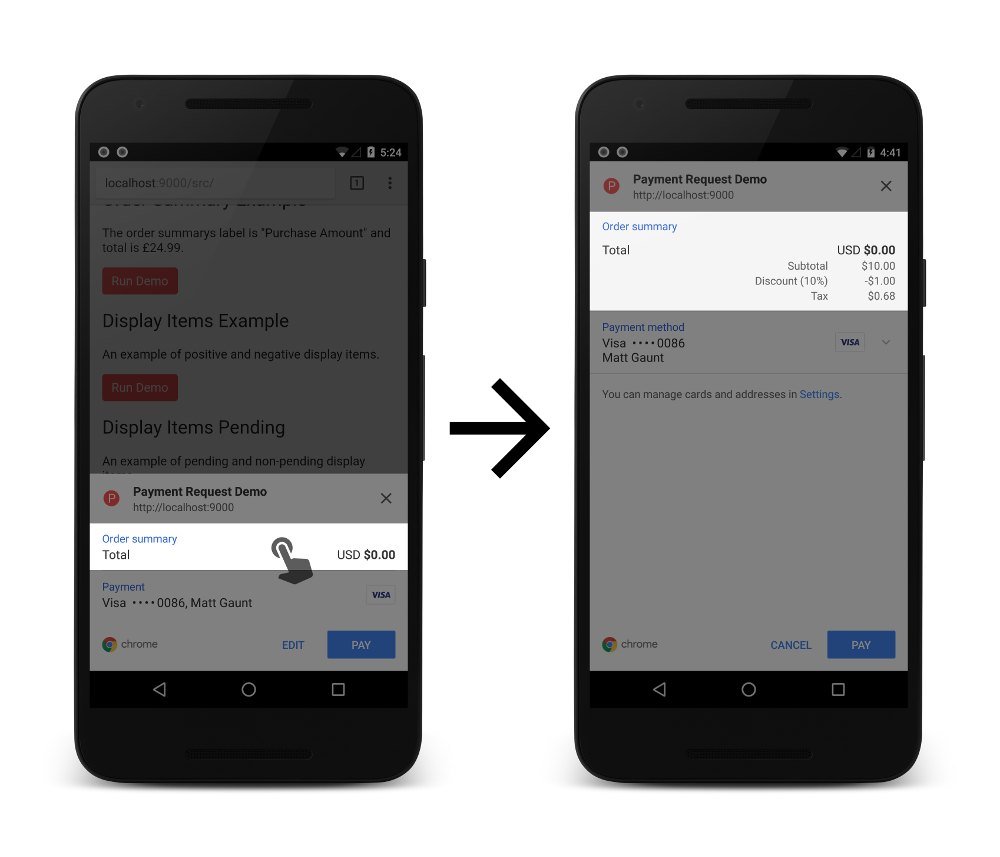 5:24
localhost:9000/src/
1
Order Summary Example
The order summarys label is "Purchase Amount" and
total is £24.99.
Run Demo
Display Items Example
An example of positive and negative display items.
Run Demo
Display Items Pending
An example of pending and non-pending display
items.
P
Payment Request Demo
http://localhost:9000
Order summary
Total USD $0.00
Payment
Visa ••••0086, Matt Gaunt
VISA
chrome
EDIT
PAY
4:41
P
Payment Request Demo
http://localhost:9000
Order summary
Total USD $0.00
Subtotal $10.00
Discount (10%) -$1.00
Tax $0.68
Payment method
Visa ••••0086
Matt Gaunt
VISA
You can manage cards and addresses in Settings.
chrome
CANCEL
PAY